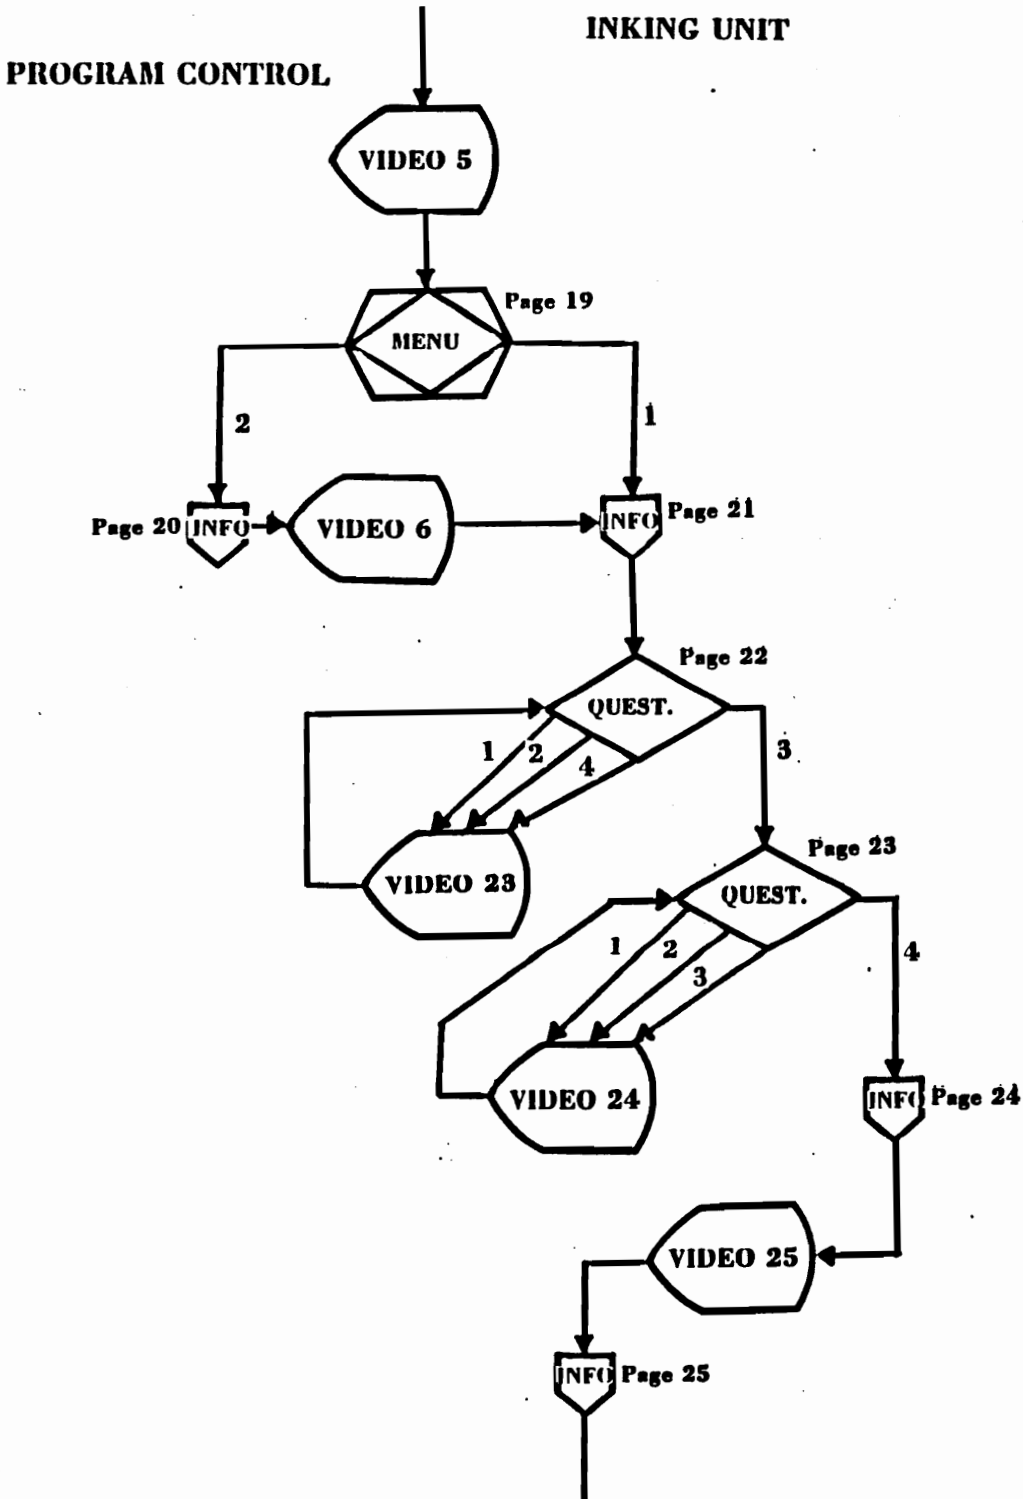 INKING UNIT
PROGRAM CONTROL
VIDEO 5
Page 19
MENU
2
1
Page 20
INFO
VIDEO 6
INFO
Page 21
Page 22
QUEST.
1
2
4
3
VIDEO 23
Page 23
QUEST.
1
2
3
4
VIDEO 24
INFO
Page 24
VIDEO 25
INFO
Page 25